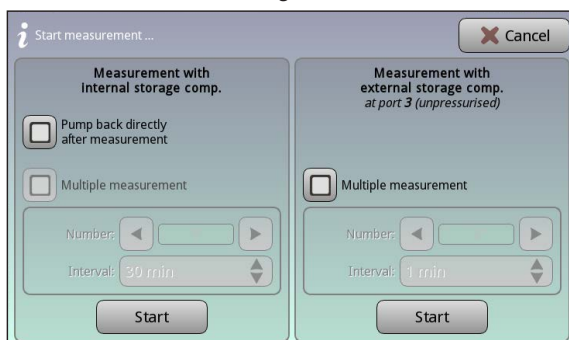 Start measurement ...
Cancel
Measurement with
internal storage comp.
Pump back directly
after measurement
Multiple measurement
Number:
Interval: 30 min
Start
Measurement with
external storage comp.
at port 3 (unpressurised)
Multiple measurement
Number:
Interval: 1 min
Start